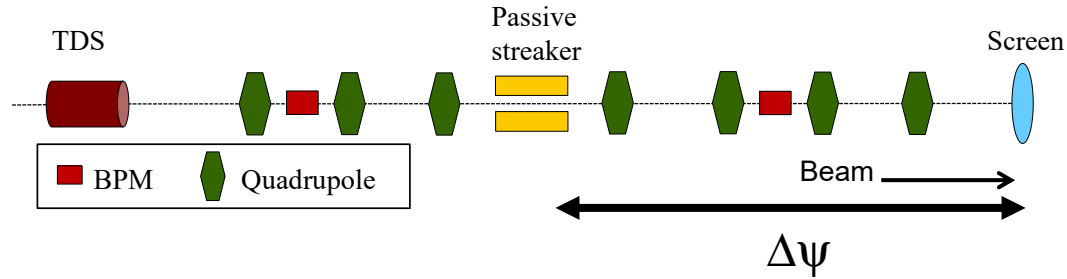 TDS
Passive
streaker
Screen
BPM
Quadrupole
Beam
Δψ